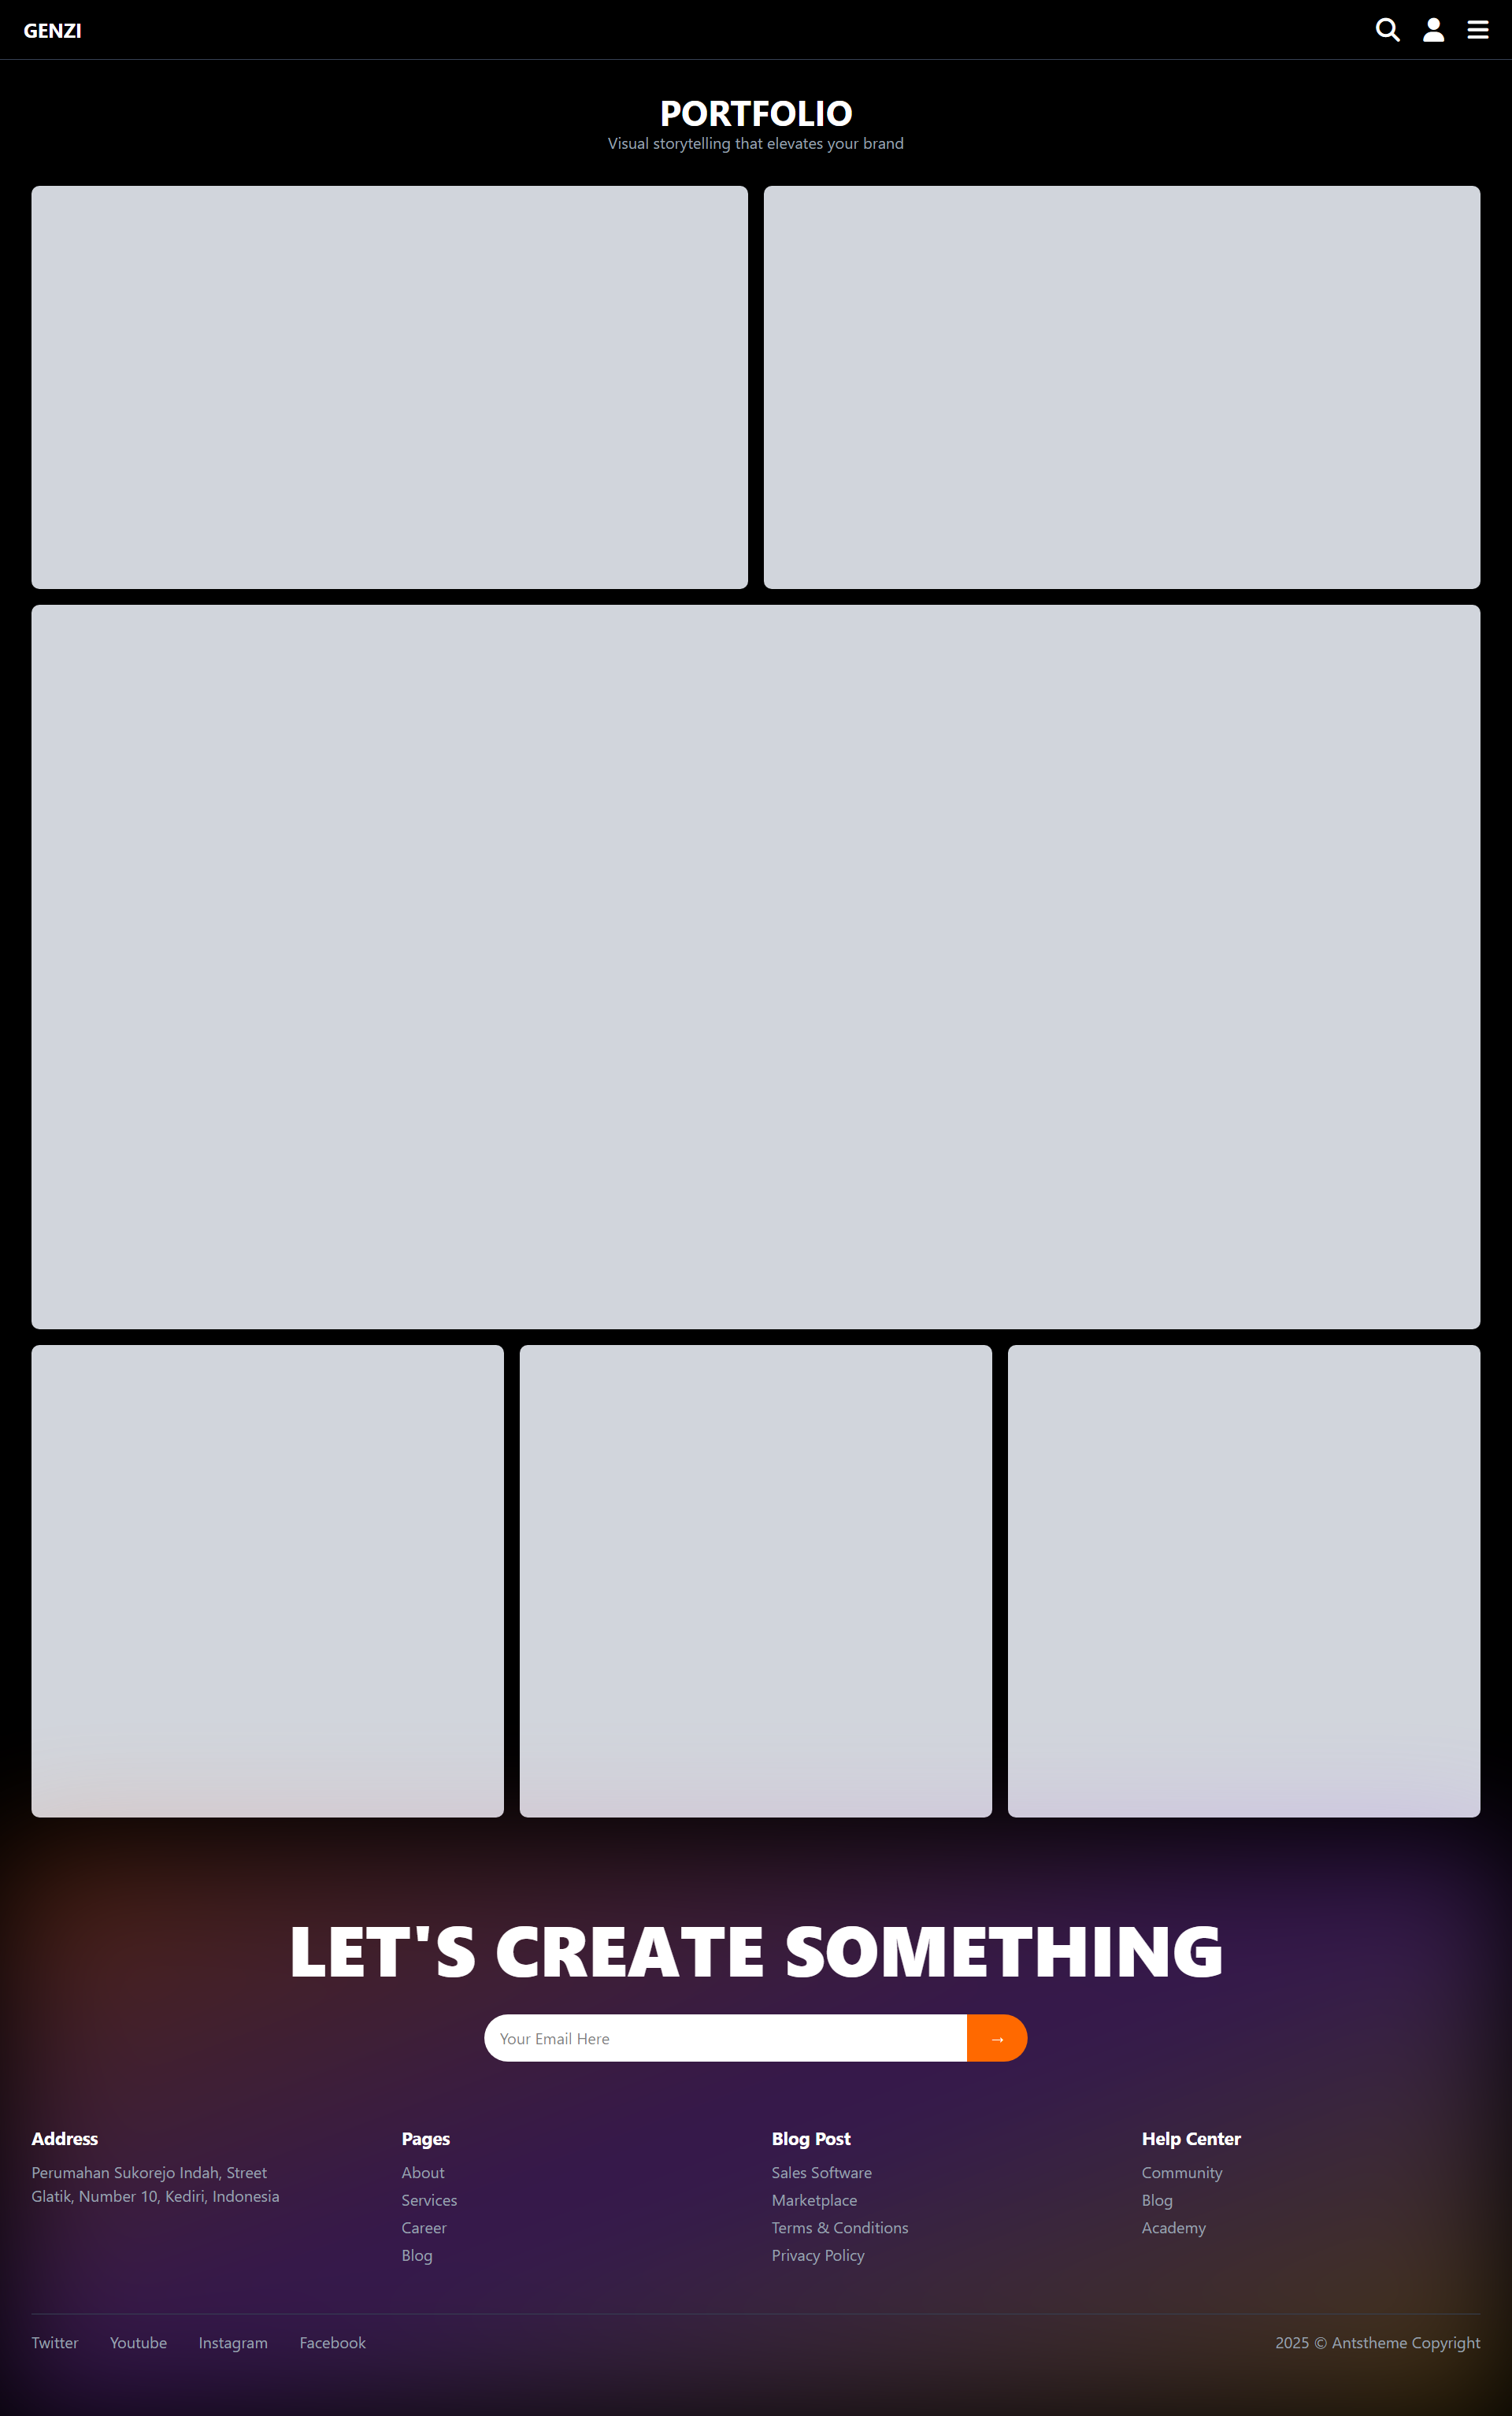 GENZI
PORTFOLIO
Visual storytelling that elevates your brand
LET'S CREATE SOMETHING
Your Email Here →
Address
Perumahan Sukorejo Indah, Street
Glatik, Number 10, Kediri, Indonesia
Pages
About
Services
Career
Blog
Blog Post
Sales Software
Marketplace
Terms & Conditions
Privacy Policy
Help Center
Community
Blog
Academy
Twitter Youtube Instagram Facebook
2025 © Antstheme Copyright